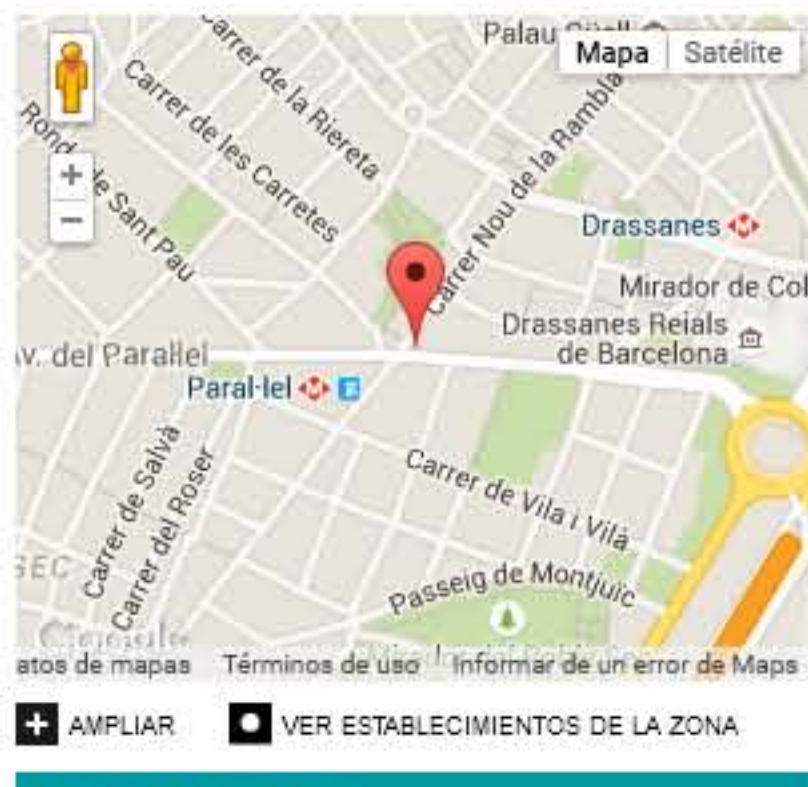 Palau Güell
Mapa
Satélite
Carrer de la Riereta
Carrer de les Carretes
Ronda de Sant Pau
Carrer Nou de la Rambla
Drassanes
Mirador de Col
Drassanes Reials
de Barcelona
Av. del Paral·lel
Paral·lel
Carrer de Salvà
Carrer del Roser
Carrer de Vila i Vilà
SEC
Passeig de Montjuïc
atos de mapas
Términos de uso
Informar de un error de Maps
+ AMPLIAR
VER ESTABLECIMIENTOS DE LA ZONA